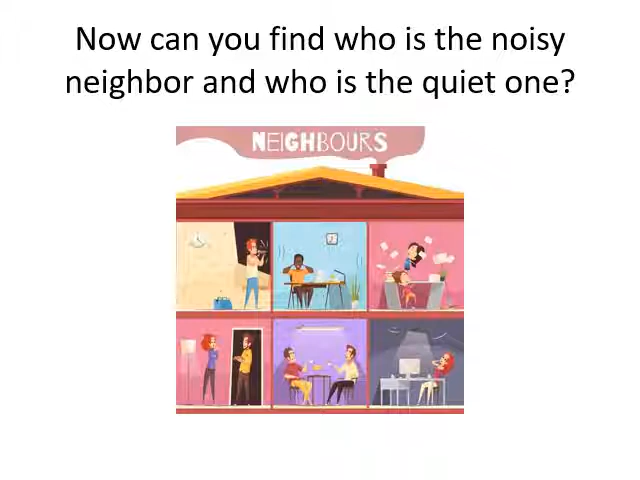 Now can you find who is the noisy
neighbor and who is the quiet one?
NEIGHBOURS